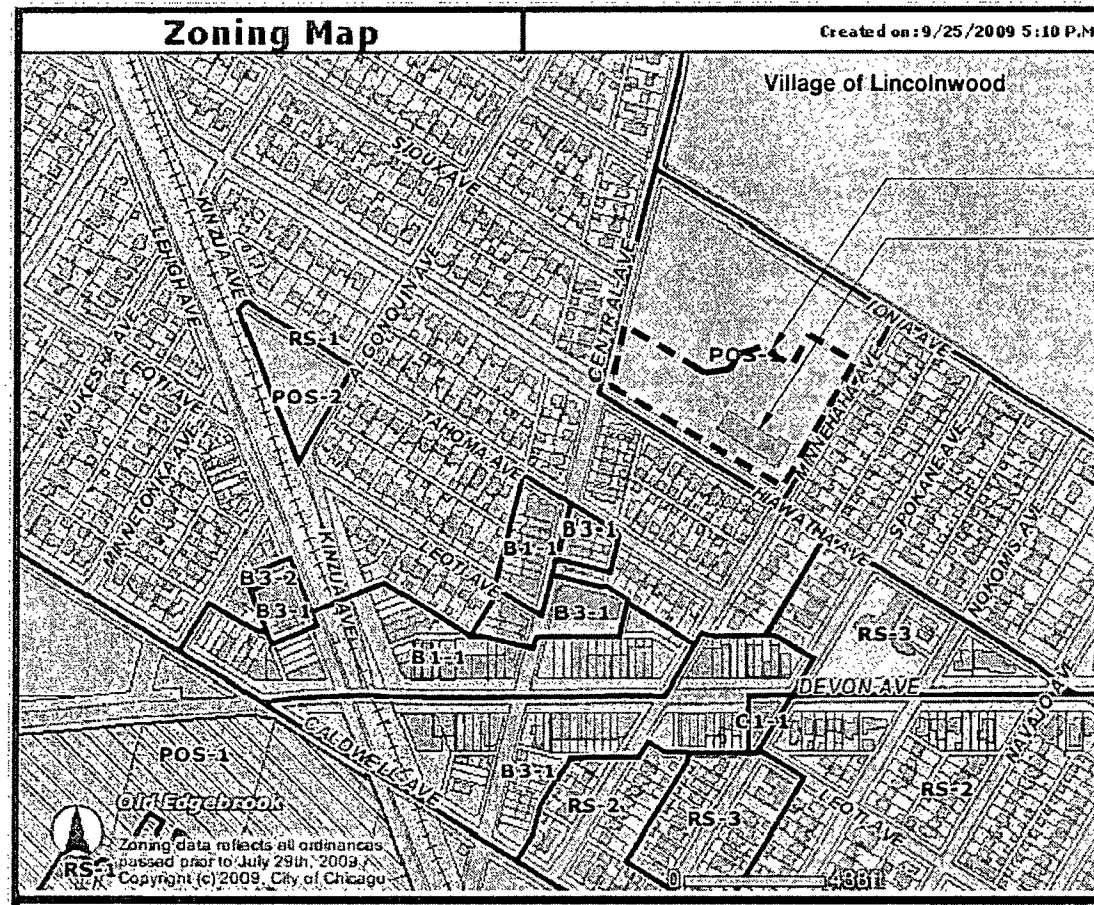 Zoning Map
Created on: 9/25/2009 5:10 P.M
Village of Lincolnwood
SIOUX AVE
KINZUA AVE
LEHIGH AVE
CENTRAL AVE
IONIA AVE
RS-1
ALGONQUIN AVE
POS-2
WAUKESHA AVE
LEOTI AVE
MINNETONKA AVE
TAHOMA AVE
MINNEHAHA AVE
HIAWATHA AVE
SPOKANE AVE
NOKOMIS AVE
B1-1
B3-1
LEOTI AVE
KINZUA AVE
B3-2
B3-1
B3-1
B1-1
RS-3
DEVON AVE
NAVAJO AVE
C1-1
CALDWELL AVE
POS-1
B3-1
RS-2
RS-3
RS-2
LEOTI AVE
Old Edgebrook
Zoning data reflects all ordinances
passed prior to July 29th, 2009.
Copyright (c) 2009, City of Chicago
RS-1
0